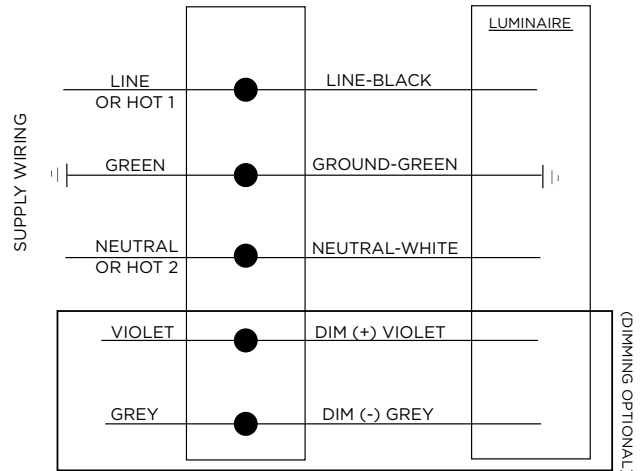 LUMINAIRE
SUPPLY WIRING
LINE
OR HOT 1
LINE-BLACK
GREEN
GROUND-GREEN
NEUTRAL
OR HOT 2
NEUTRAL-WHITE
VIOLET
DIM (+) VIOLET
GREY
DIM (-) GREY
(DIMMING OPTIONAL)